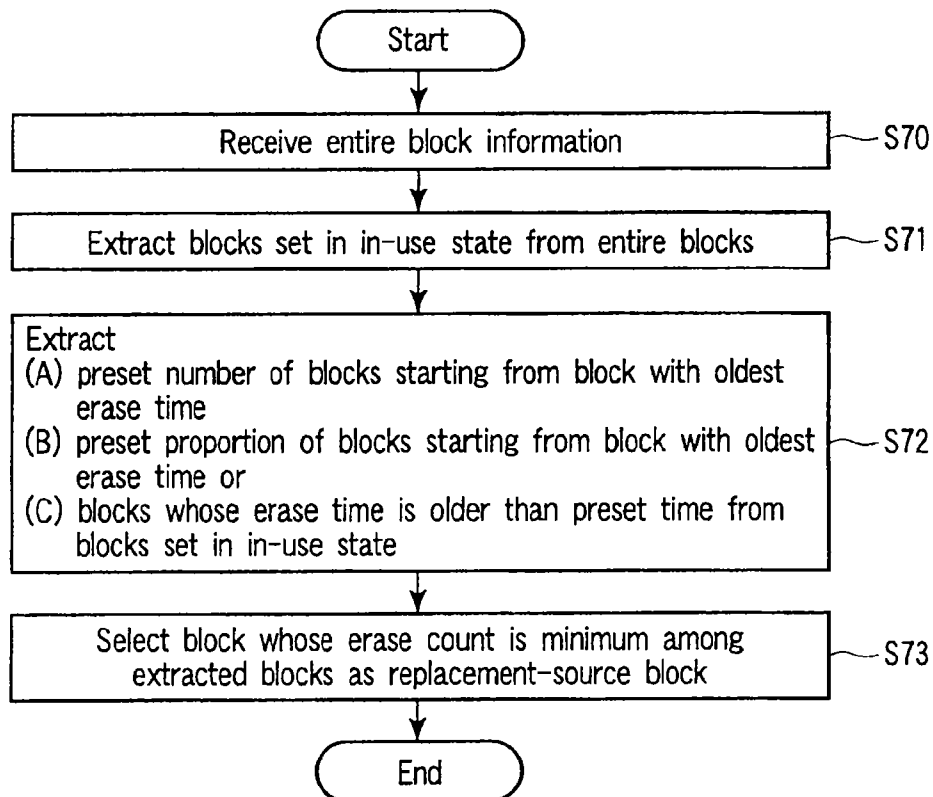 Start
Receive entire block information
S70
Extract blocks set in in-use state from entire blocks
S71
Extract
(A) preset number of blocks starting from block with oldest
erase time
(B) preset proportion of blocks starting from block with oldest
erase time or
(C) blocks whose erase time is older than preset time from
blocks set in in-use state
S72
Select block whose erase count is minimum among
extracted blocks as replacement-source block
S73
End